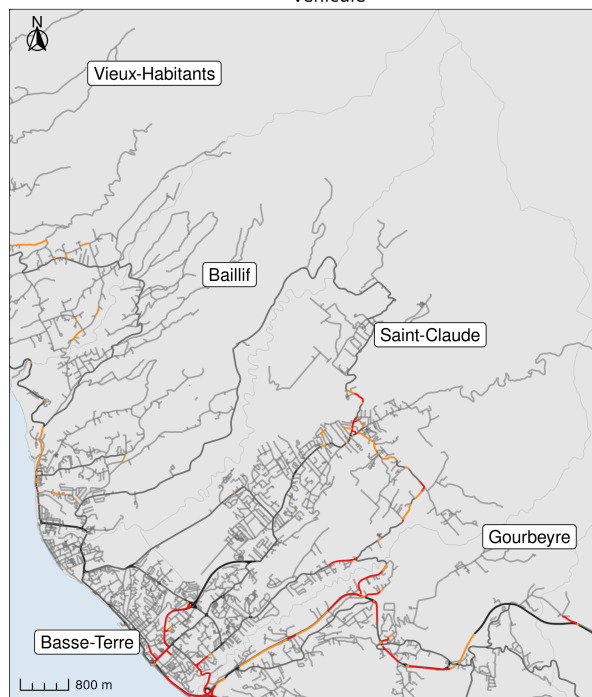 véhicule
N
Vieux-Habitants
Baillif
Saint-Claude
Gourbeyre
Basse-Terre
800 m